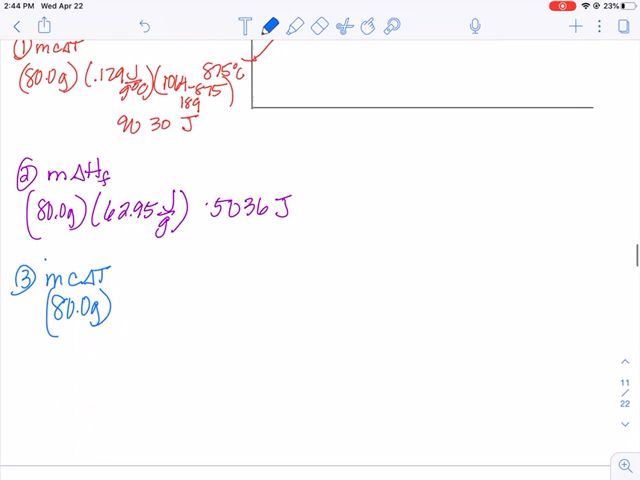 2:44 PM Wed Apr 22
23%
① mcΔT
875°C
(80.0g) (.129 J/g°C) (1064-875)
189
90 30 J
② mΔHf
(80.0g) (62.95 J/g) · 5036 J
③ mcΔT
(80.0g)
11
/
22